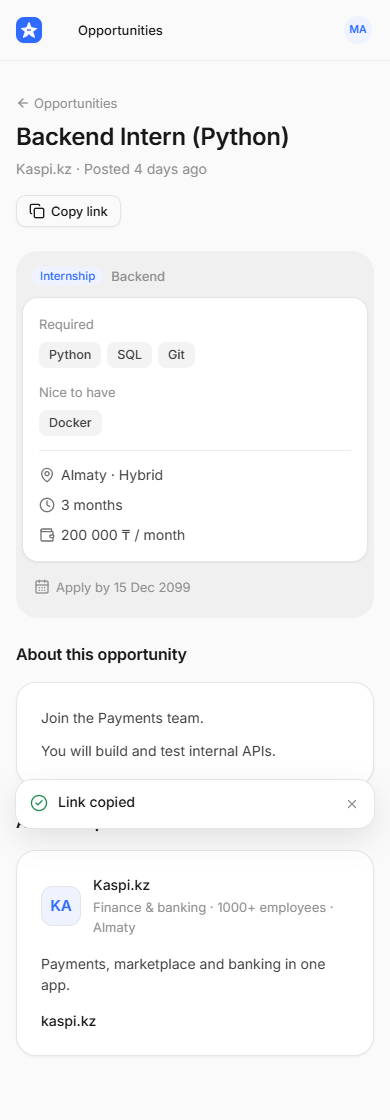 Opportunities
MA
Opportunities
Backend Intern (Python)
Kaspi.kz · Posted 4 days ago
Copy link
Internship Backend
Required
Python SQL Git
Nice to have
Docker
Almaty · Hybrid
3 months
200 000 ₸ / month
Apply by 15 Dec 2099
About this opportunity
Join the Payments team.
You will build and test internal APIs.
Link copied
KA
Kaspi.kz
Finance & banking · 1000+ employees ·
Almaty
Payments, marketplace and banking in one
app.
kaspi.kz